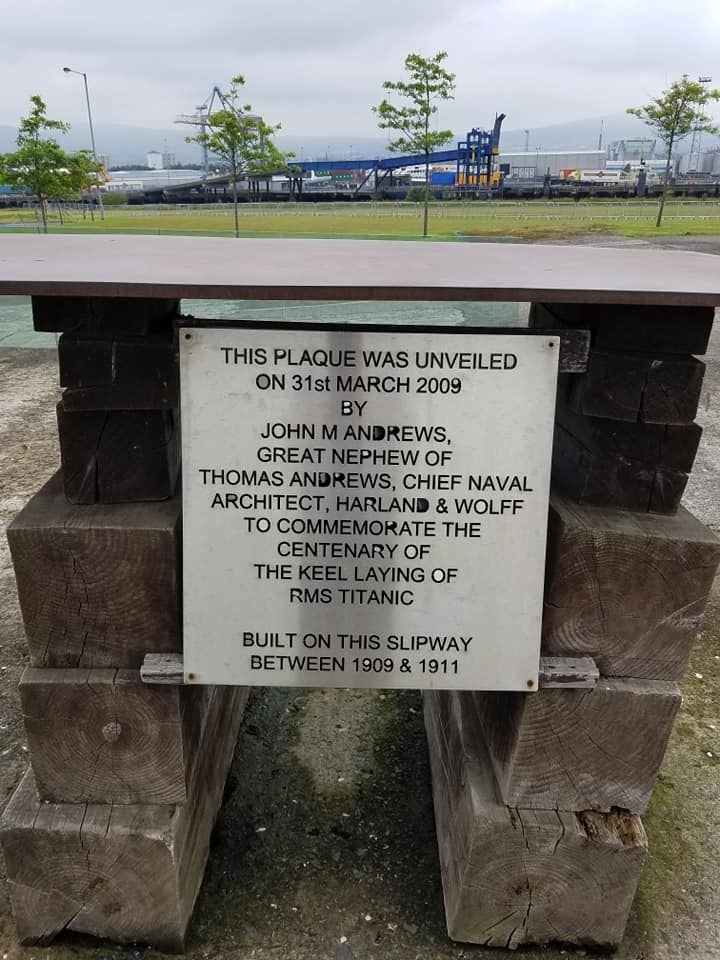 THIS PLAQUE WAS UNVEILED
ON 31st MARCH 2009
BY
JOHN M ANDREWS,
GREAT NEPHEW OF
THOMAS ANDREWS, CHIEF NAVAL
ARCHITECT, HARLAND & WOLFF
TO COMMEMORATE THE
CENTENARY OF
THE KEEL LAYING OF
RMS TITANIC
BUILT ON THIS SLIPWAY
BETWEEN 1909 & 1911